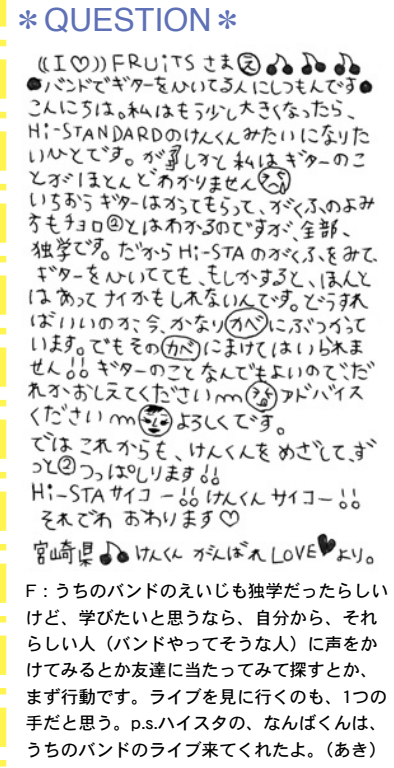 ＊QUESTION＊
((I♡))FRUiTSさまえ♪♪♪♪
●バンドでギターをひいてる人にしつもんです●
こんにちは。私はもう少し大きくなったら、
Hi-STANDARDのけんくんみたいになりた
いひとです。が しかし私はギターのこ
とがほとんどわかりません
いちおうギターはかってもらって、がくふのよみ
方もチョロ②とはわかるのですが、全部、
独学です。だからHi-STAのがくふをみて、
ギターをひいてても、もしかすると、ほんと
はあってナイかもしれないんです。どうすれ
ばいいのか、今、かなりカベにぶつかって
います。でもそのカベにまけてはいられま
せん!! ギターのことなんでもよいので、だ
れかおしえてくださいm m アドバイス
くださいm m よろしくです。
では これからも、けんくんを めざして、ず
っと②つっぱしります!!
Hi-STAサイコー!! けんくん サイコー!!
それでわ おわります♡
宮崎県♪けんくん がんばれ LOVE♥より。
F：うちのバンドのえいじも独学だったらしい
けど、学びたいと思うなら、自分から、それ
らしい人（バンドやってそうな人）に声をか
けてみるとか友達に当たってみて探すとか、
まず行動です。ライブを見に行くのも、1つの
手だと思う。p.s.ハイスタの、なんばくんは、
うちのバンドのライブ来てくれたよ。（あき）